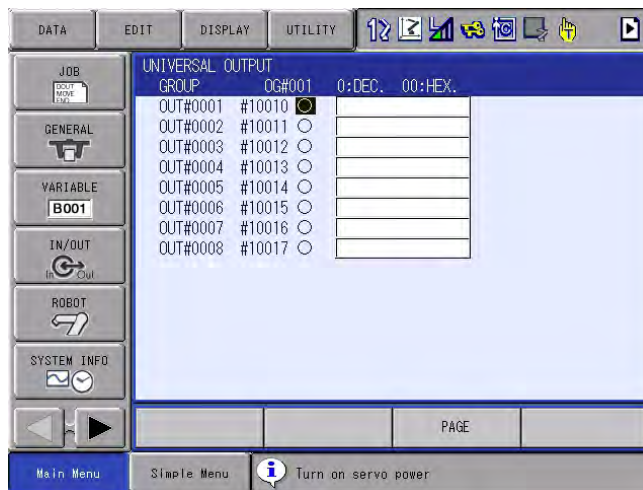 DATA EDIT DISPLAY UTILITY
JOB
DOUT
MOVE
END
GENERAL
VARIABLE
B001
IN/OUT
In Out
ROBOT
SYSTEM INFO
UNIVERSAL OUTPUT
GROUP OG#001 0:DEC. 00:HEX.
OUT#0001 #10010
OUT#0002 #10011
OUT#0003 #10012
OUT#0004 #10013
OUT#0005 #10014
OUT#0006 #10015
OUT#0007 #10016
OUT#0008 #10017
PAGE
Main Menu Simple Menu Turn on servo power